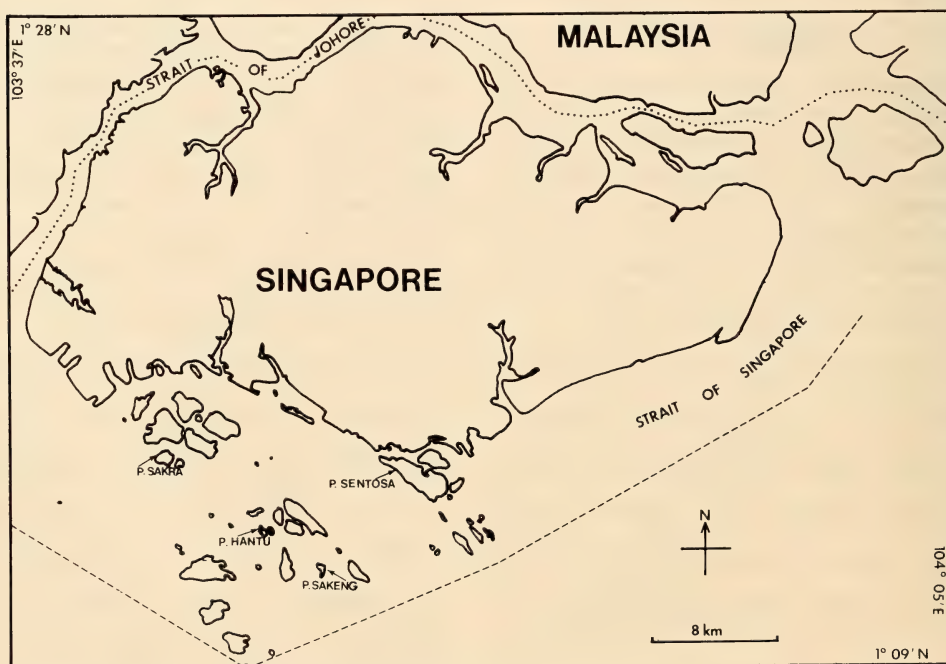 1° 28′ N
103° 37′
MALAYSIA
STRAIT OF JOHORE
SINGAPORE
STRAIT OF SINGAPORE
P. SAKRA
P. SENTOSA
P. HANTU
P. SAKENG
N
8 km
104° 05′ E
1° 09′ N